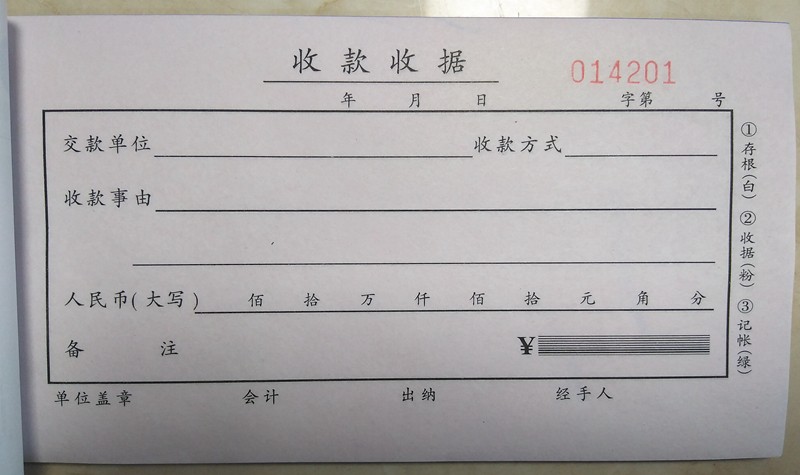 收款收据
014201
年 月 日 字第 号
交款单位 收款方式
收款事由
人民币(大写) 佰 拾 万 仟 佰 拾 元 角 分
备 注 ¥
单位盖章 会计 出纳 经手人
①存根(白) ②收据(粉) ③记帐(绿)